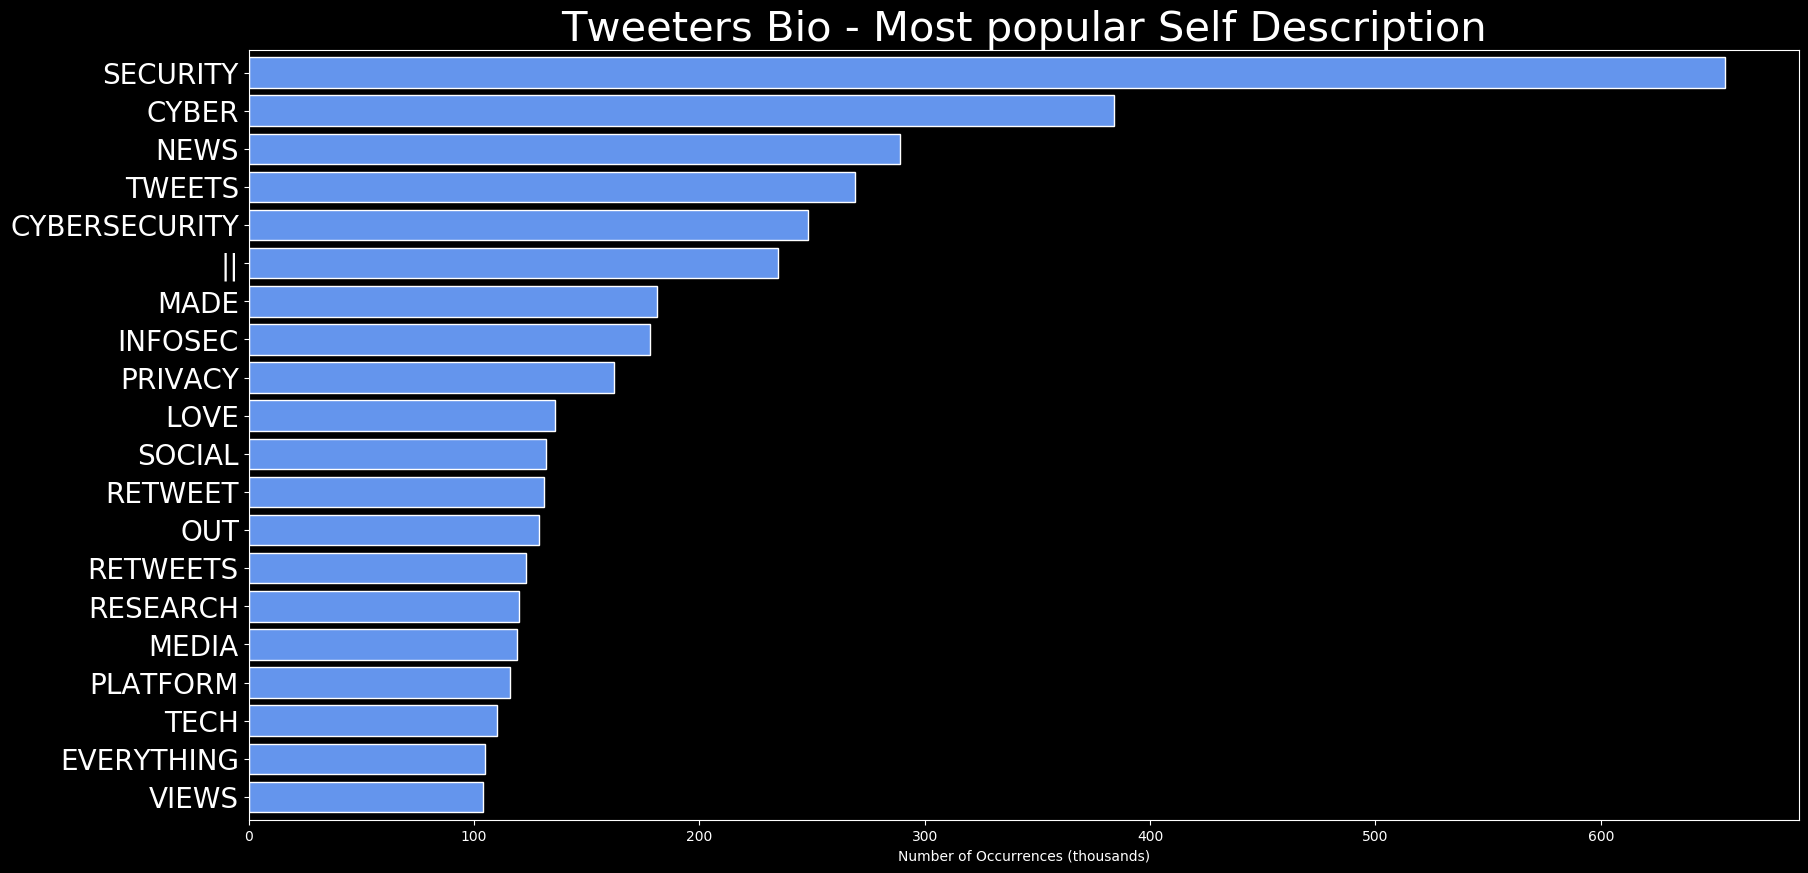 Tweeters Bio - Most popular Self Description
SECURITY
CYBER
NEWS
TWEETS
CYBERSECURITY
||
MADE
INFOSEC
PRIVACY
LOVE
SOCIAL
RETWEET
OUT
RETWEETS
RESEARCH
MEDIA
PLATFORM
TECH
EVERYTHING
VIEWS
0 100 200 300 400 500 600
Number of Occurrences (thousands)